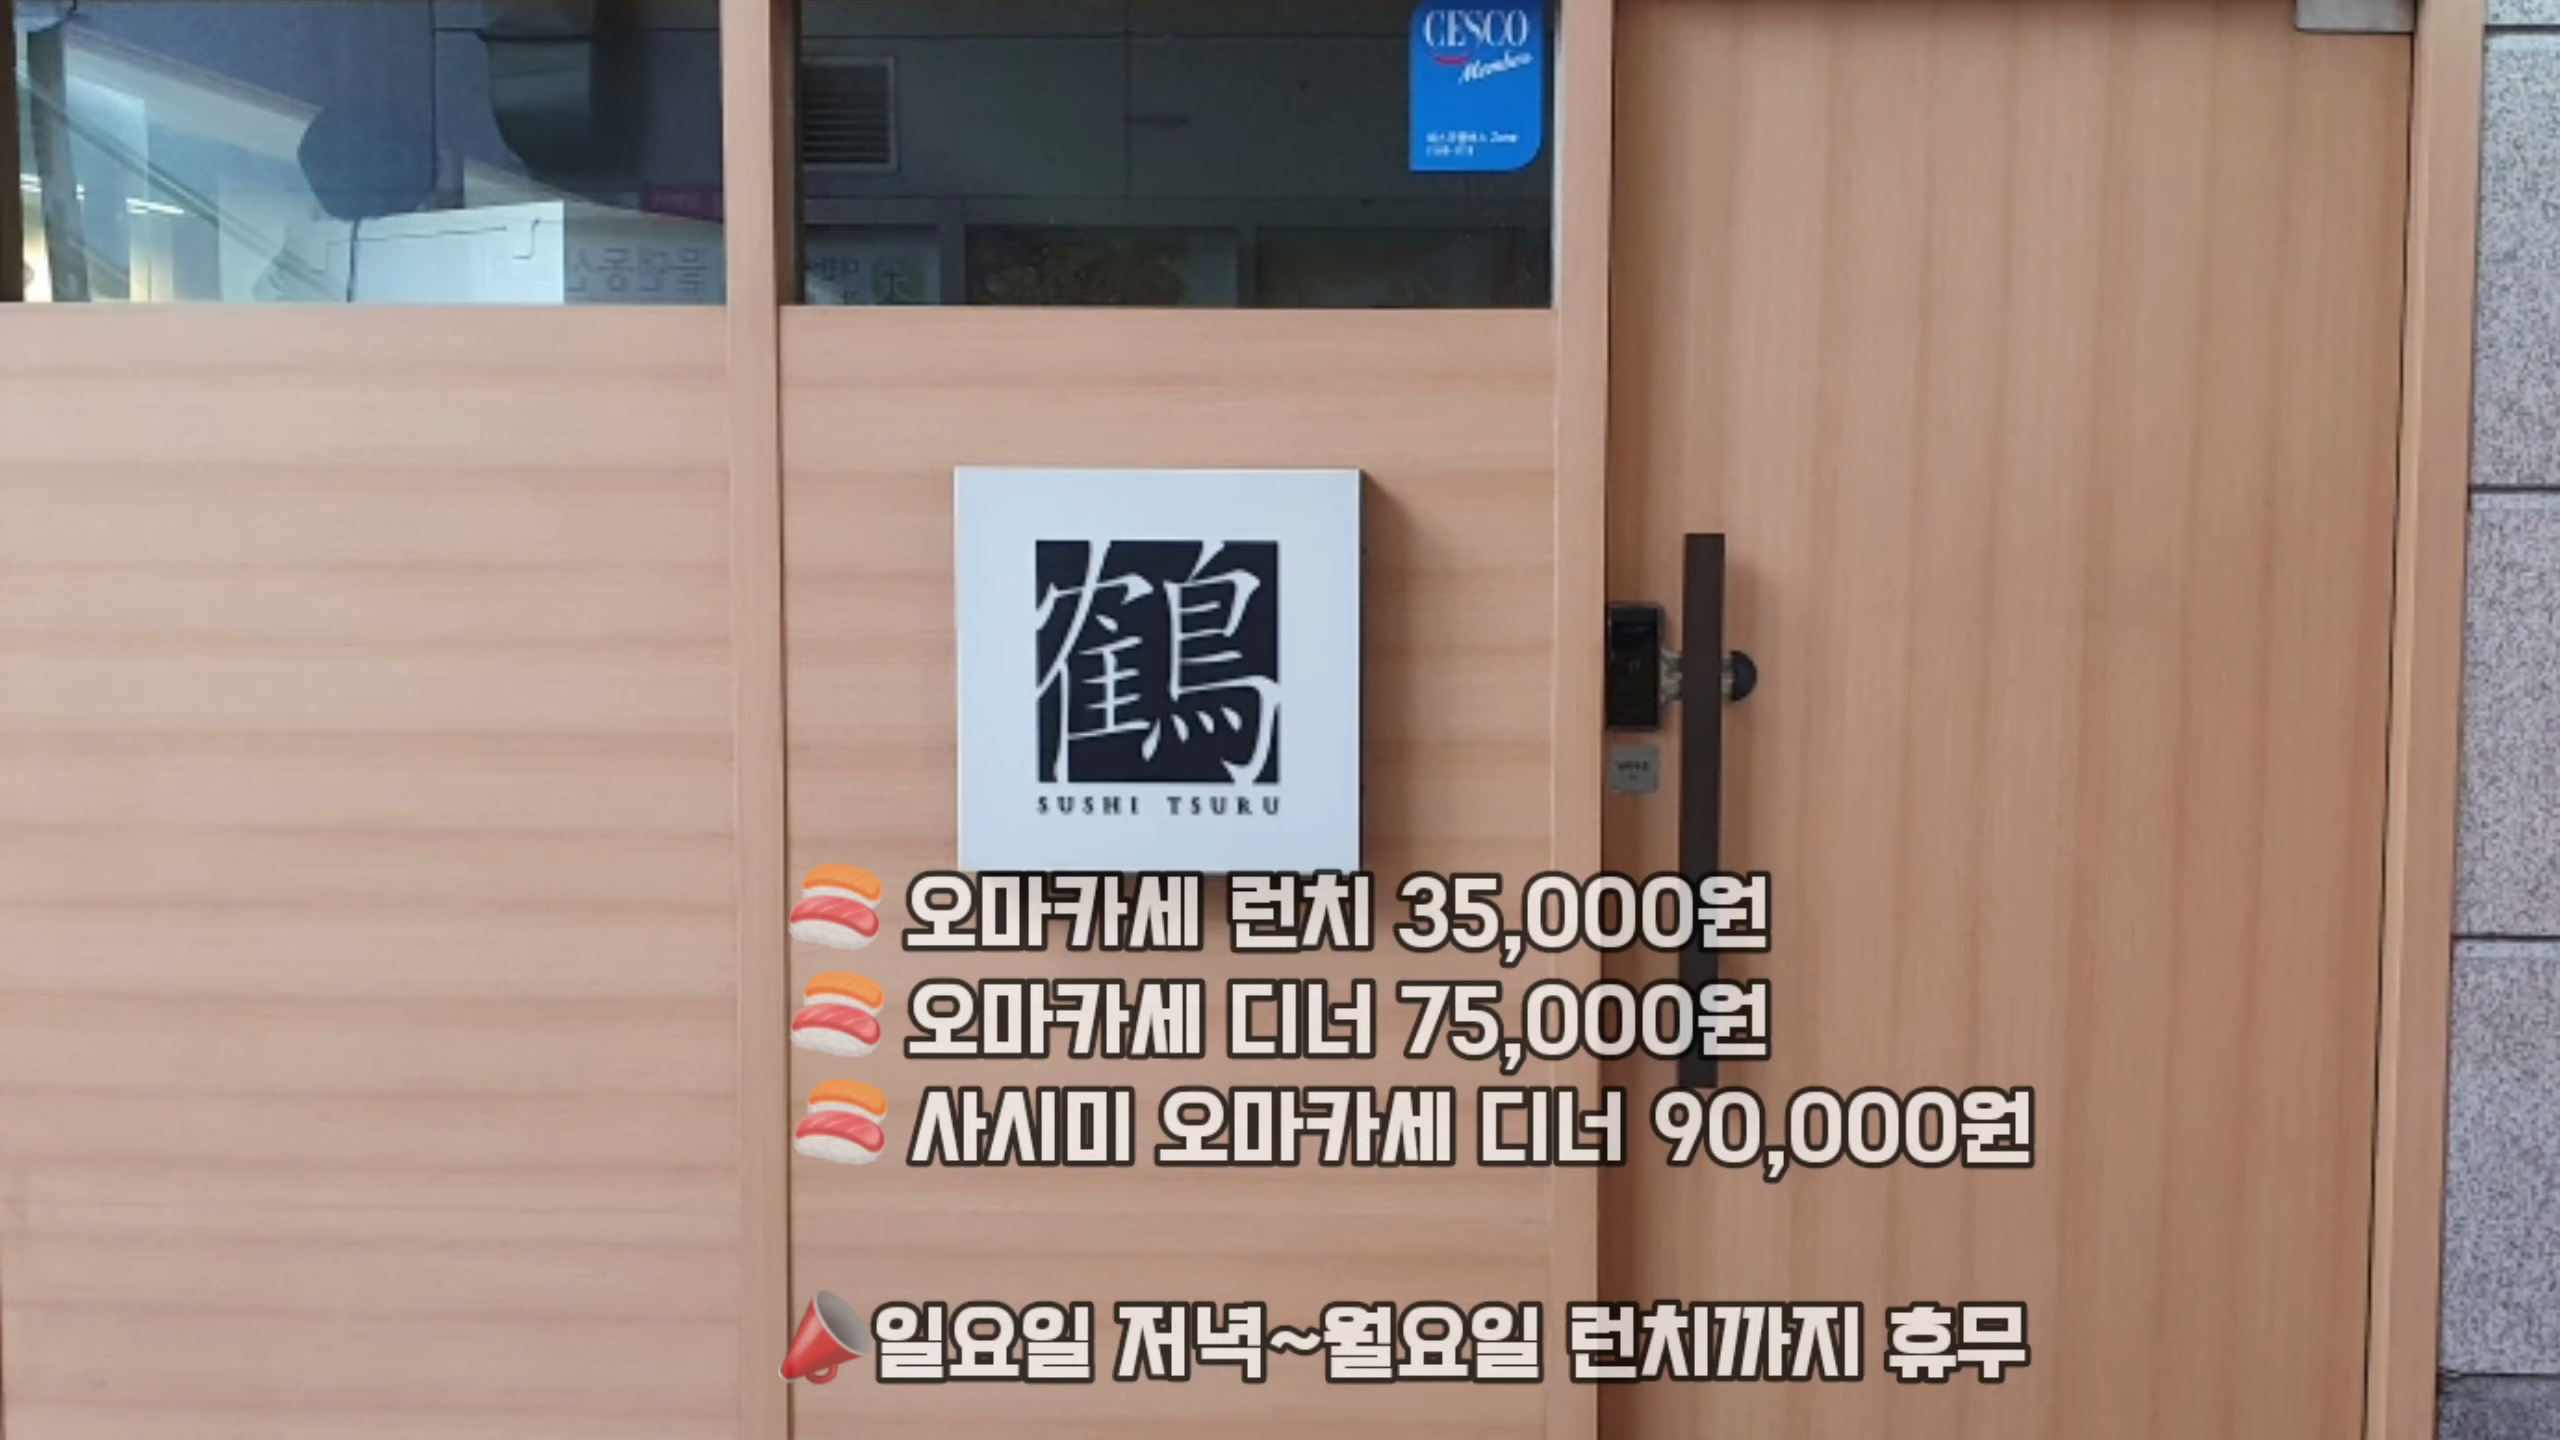 CESCO
Member
鶴
SUSHI TSURU
오마카세 런치 35,000원
오마카세 디너 75,000원
사시미 오마카세 디너 90,000원
일요일 저녁~월요일 런치까지 휴무